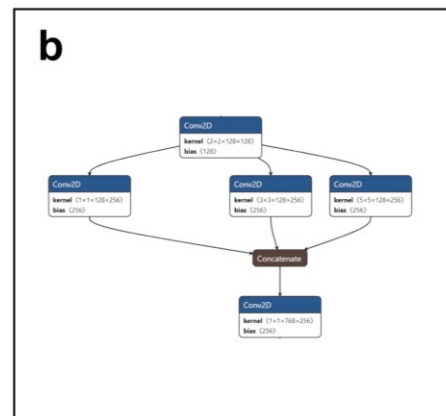 b
Conv2D
kernel ⟨2×2×128×128⟩
bias ⟨128⟩
Conv2D
kernel ⟨1×1×128×256⟩
bias ⟨256⟩
Conv2D
kernel ⟨3×3×128×256⟩
bias ⟨256⟩
Conv2D
kernel ⟨5×5×128×256⟩
bias ⟨256⟩
Concatenate
Conv2D
kernel ⟨1×1×768×256⟩
bias ⟨256⟩